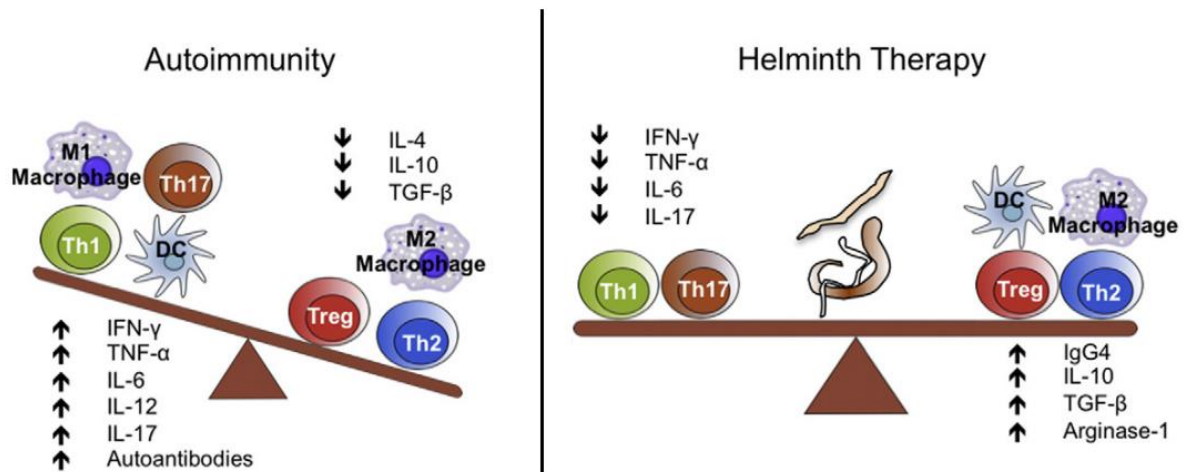 Autoimmunity
M1
Macrophage
Th17
Th1
DC
↓ IL-4
↓ IL-10
↓ TGF-β
M2
Macrophage
Treg
Th2
↑ IFN-γ
↑ TNF-α
↑ IL-6
↑ IL-12
↑ IL-17
↑ Autoantibodies
Helminth Therapy
↓ IFN-γ
↓ TNF-α
↓ IL-6
↓ IL-17
Th1
Th17
DC
M2
Macrophage
Treg
Th2
↑ IgG4
↑ IL-10
↑ TGF-β
↑ Arginase-1